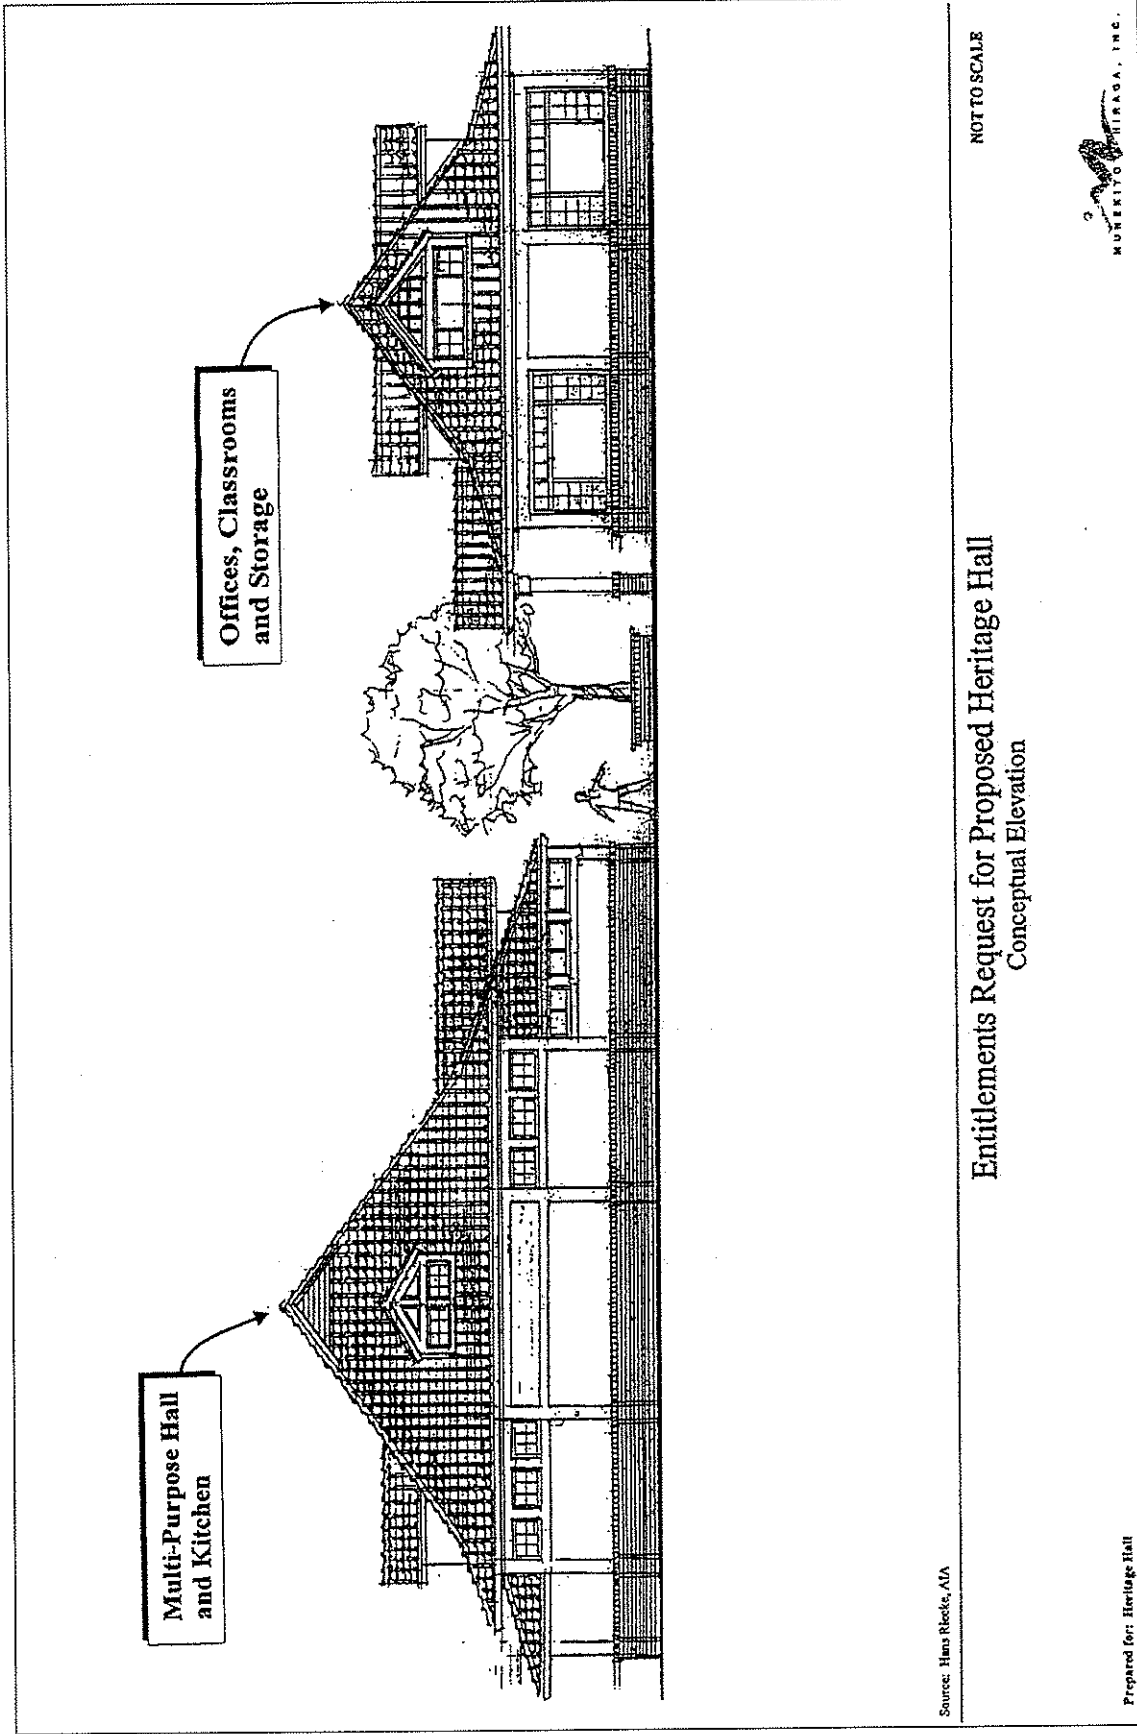 Multi-Purpose Hall
and Kitchen
Offices, Classrooms
and Storage
Source: Hans Riecke, AIA
Entitlements Request for Proposed Heritage Hall
Conceptual Elevation
NOT TO SCALE
Prepared for: Heritage Hall
MUNEKIYO HIRAGA, INC.